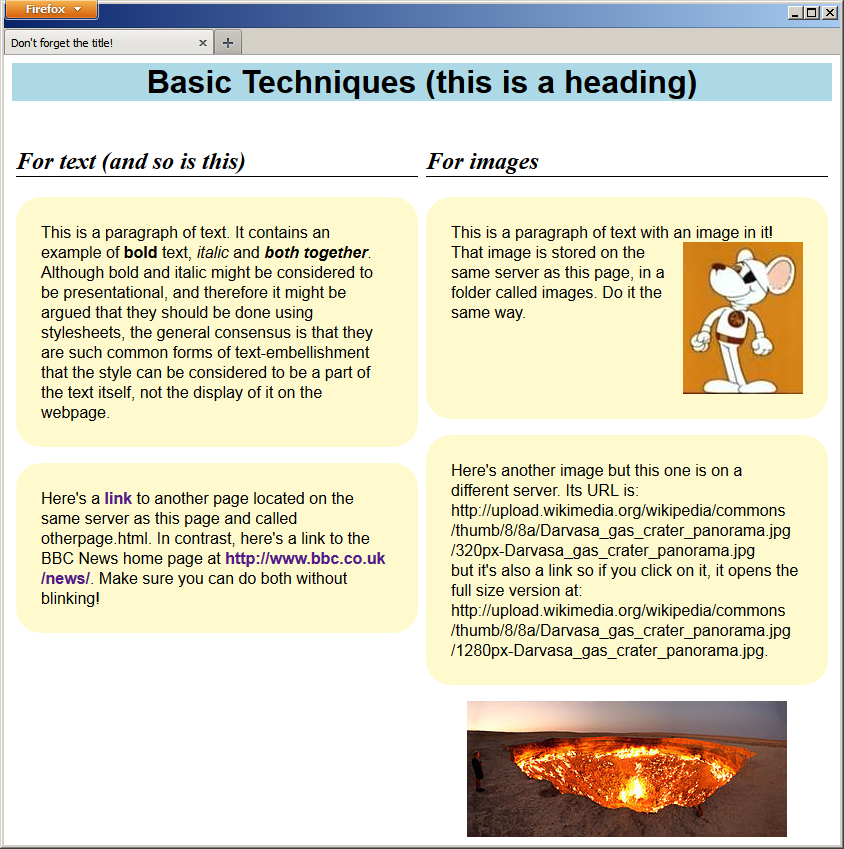 Firefox
Don't forget the title!
Basic Techniques (this is a heading)
For text (and so is this)
This is a paragraph of text. It contains an
example of bold text, italic and both together.
Although bold and italic might be considered to
be presentational, and therefore it might be
argued that they should be done using
stylesheets, the general consensus is that they
are such common forms of text-embellishment
that the style can be considered to be a part of
the text itself, not the display of it on the
webpage.
Here's a link to another page located on the
same server as this page and called
otherpage.html. In contrast, here's a link to the
BBC News home page at http://www.bbc.co.uk
/news/. Make sure you can do both without
blinking!
For images
This is a paragraph of text with an image in it!
That image is stored on the
same server as this page, in a
folder called images. Do it the
same way.
Here's another image but this one is on a
different server. Its URL is:
http://upload.wikimedia.org/wikipedia/commons
/thumb/8/8a/Darvasa_gas_crater_panorama.jpg
/320px-Darvasa_gas_crater_panorama.jpg
but it's also a link so if you click on it, it opens the
full size version at:
http://upload.wikimedia.org/wikipedia/commons
/thumb/8/8a/Darvasa_gas_crater_panorama.jpg
/1280px-Darvasa_gas_crater_panorama.jpg.